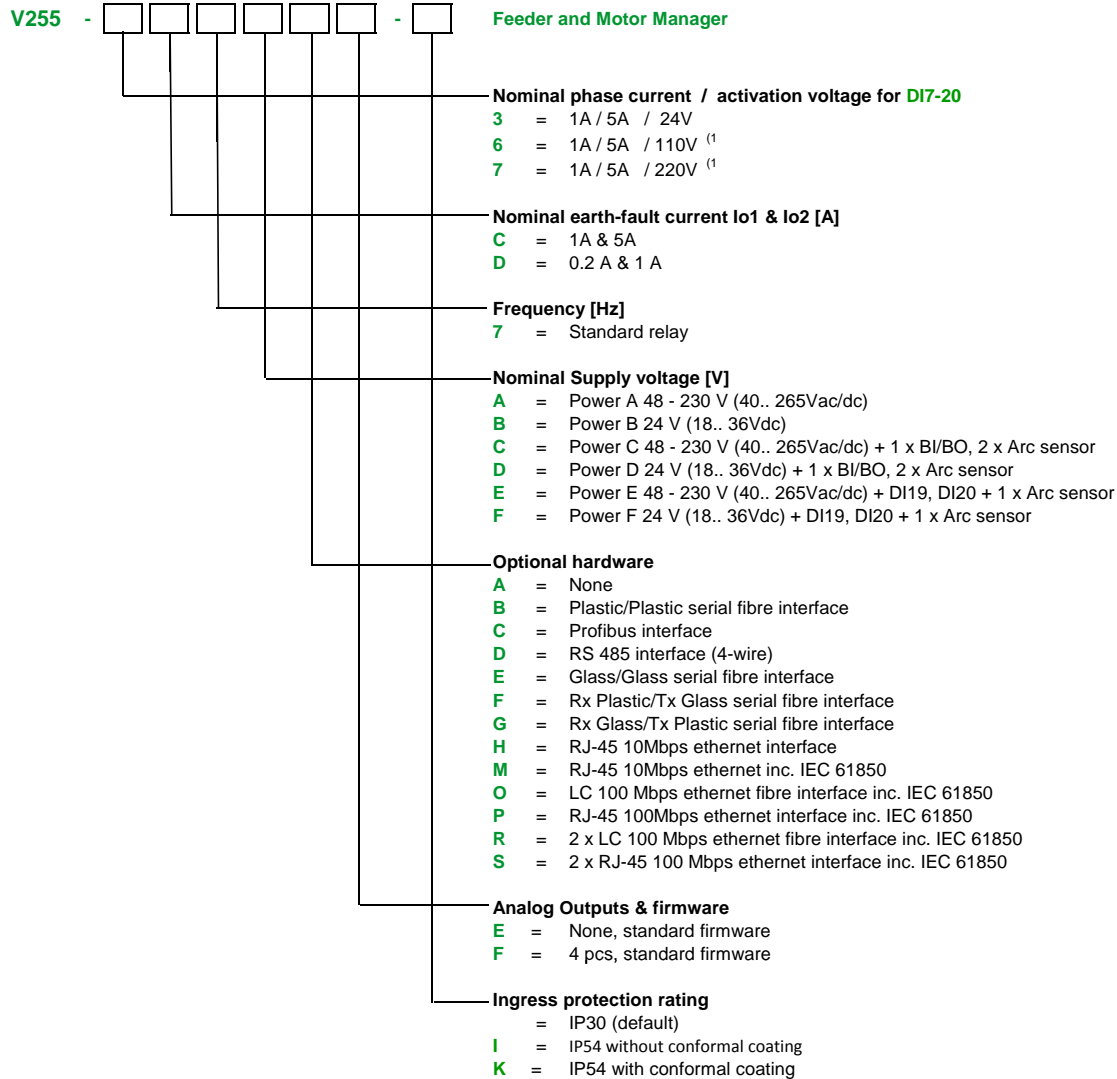 V255 - - Feeder and Motor Manager
Nominal phase current / activation voltage for DI7-20
3 = 1A / 5A / 24V
6 = 1A / 5A / 110V (1
7 = 1A / 5A / 220V (1
Nominal earth-fault current Io1 & Io2 [A]
C = 1A & 5A
D = 0.2 A & 1 A
Frequency [Hz]
7 = Standard relay
Nominal Supply voltage [V]
A = Power A 48 - 230 V (40.. 265Vac/dc)
B = Power B 24 V (18.. 36Vdc)
C = Power C 48 - 230 V (40.. 265Vac/dc) + 1 x BI/BO, 2 x Arc sensor
D = Power D 24 V (18.. 36Vdc) + 1 x BI/BO, 2 x Arc sensor
E = Power E 48 - 230 V (40.. 265Vac/dc) + DI19, DI20 + 1 x Arc sensor
F = Power F 24 V (18.. 36Vdc) + DI19, DI20 + 1 x Arc sensor
Optional hardware
A = None
B = Plastic/Plastic serial fibre interface
C = Profibus interface
D = RS 485 interface (4-wire)
E = Glass/Glass serial fibre interface
F = Rx Plastic/Tx Glass serial fibre interface
G = Rx Glass/Tx Plastic serial fibre interface
H = RJ-45 10Mbps ethernet interface
M = RJ-45 10Mbps ethernet inc. IEC 61850
O = LC 100 Mbps ethernet fibre interface inc. IEC 61850
P = RJ-45 100Mbps ethernet interface inc. IEC 61850
R = 2 x LC 100 Mbps ethernet fibre interface inc. IEC 61850
S = 2 x RJ-45 100 Mbps ethernet interface inc. IEC 61850
Analog Outputs & firmware
E = None, standard firmware
F = 4 pcs, standard firmware
Ingress protection rating
= IP30 (default)
I = IP54 without conformal coating
K = IP54 with conformal coating